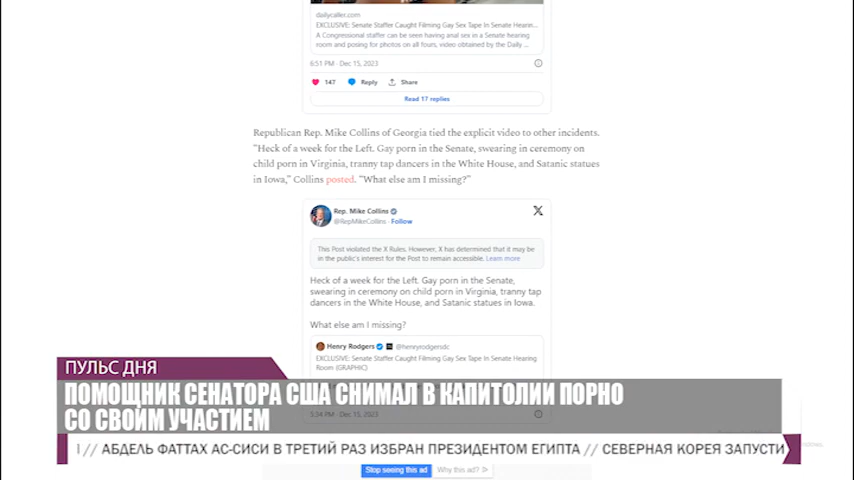 dailycaller.com
EXCLUSIVE: Senate Staffer Caught Filming Gay Sex Tape In Senate Hearin...
A Congressional staffer can be seen having anal sex in a Senate hearing
room and posing for photos on all fours, video obtained by the Daily ...
6:51 PM · Dec 15, 2023
147 Reply Share
Read 17 replies
Republican Rep. Mike Collins of Georgia tied the explicit video to other incidents.
“Heck of a week for the Left. Gay porn in the Senate, swearing in ceremony on
child porn in Virginia, tranny tap dancers in the White House, and Satanic statues
in Iowa,” Collins posted. “What else am I missing?”
Rep. Mike Collins
@RepMikeCollins · Follow
This Post violated the X Rules. However, X has determined that it may be
in the public's interest for the Post to remain accessible. Learn more
Heck of a week for the Left. Gay porn in the Senate,
swearing in ceremony on child porn in Virginia, tranny tap
dancers in the White House, and Satanic statues in Iowa.
What else am I missing?
Henry Rodgers @henryrodgersdc
EXCLUSIVE: Senate Staffer Caught Filming Gay Sex Tape In Senate Hearing
Room (GRAPHIC)
ПУЛЬС ДНЯ
ПОМОЩНИК СЕНАТОРА США СНИМАЛ В КАПИТОЛИИ ПОРНО
СО СВОИМ УЧАСТИЕМ
5:34 PM · Dec 15, 2023
// АБДЕЛЬ ФАТТАХ АС-СИСИ В ТРЕТИЙ РАЗ ИЗБРАН ПРЕЗИДЕНТОМ ЕГИПТА // СЕВЕРНАЯ КОРЕЯ ЗАПУСТИ
Stop seeing this ad Why this ad?